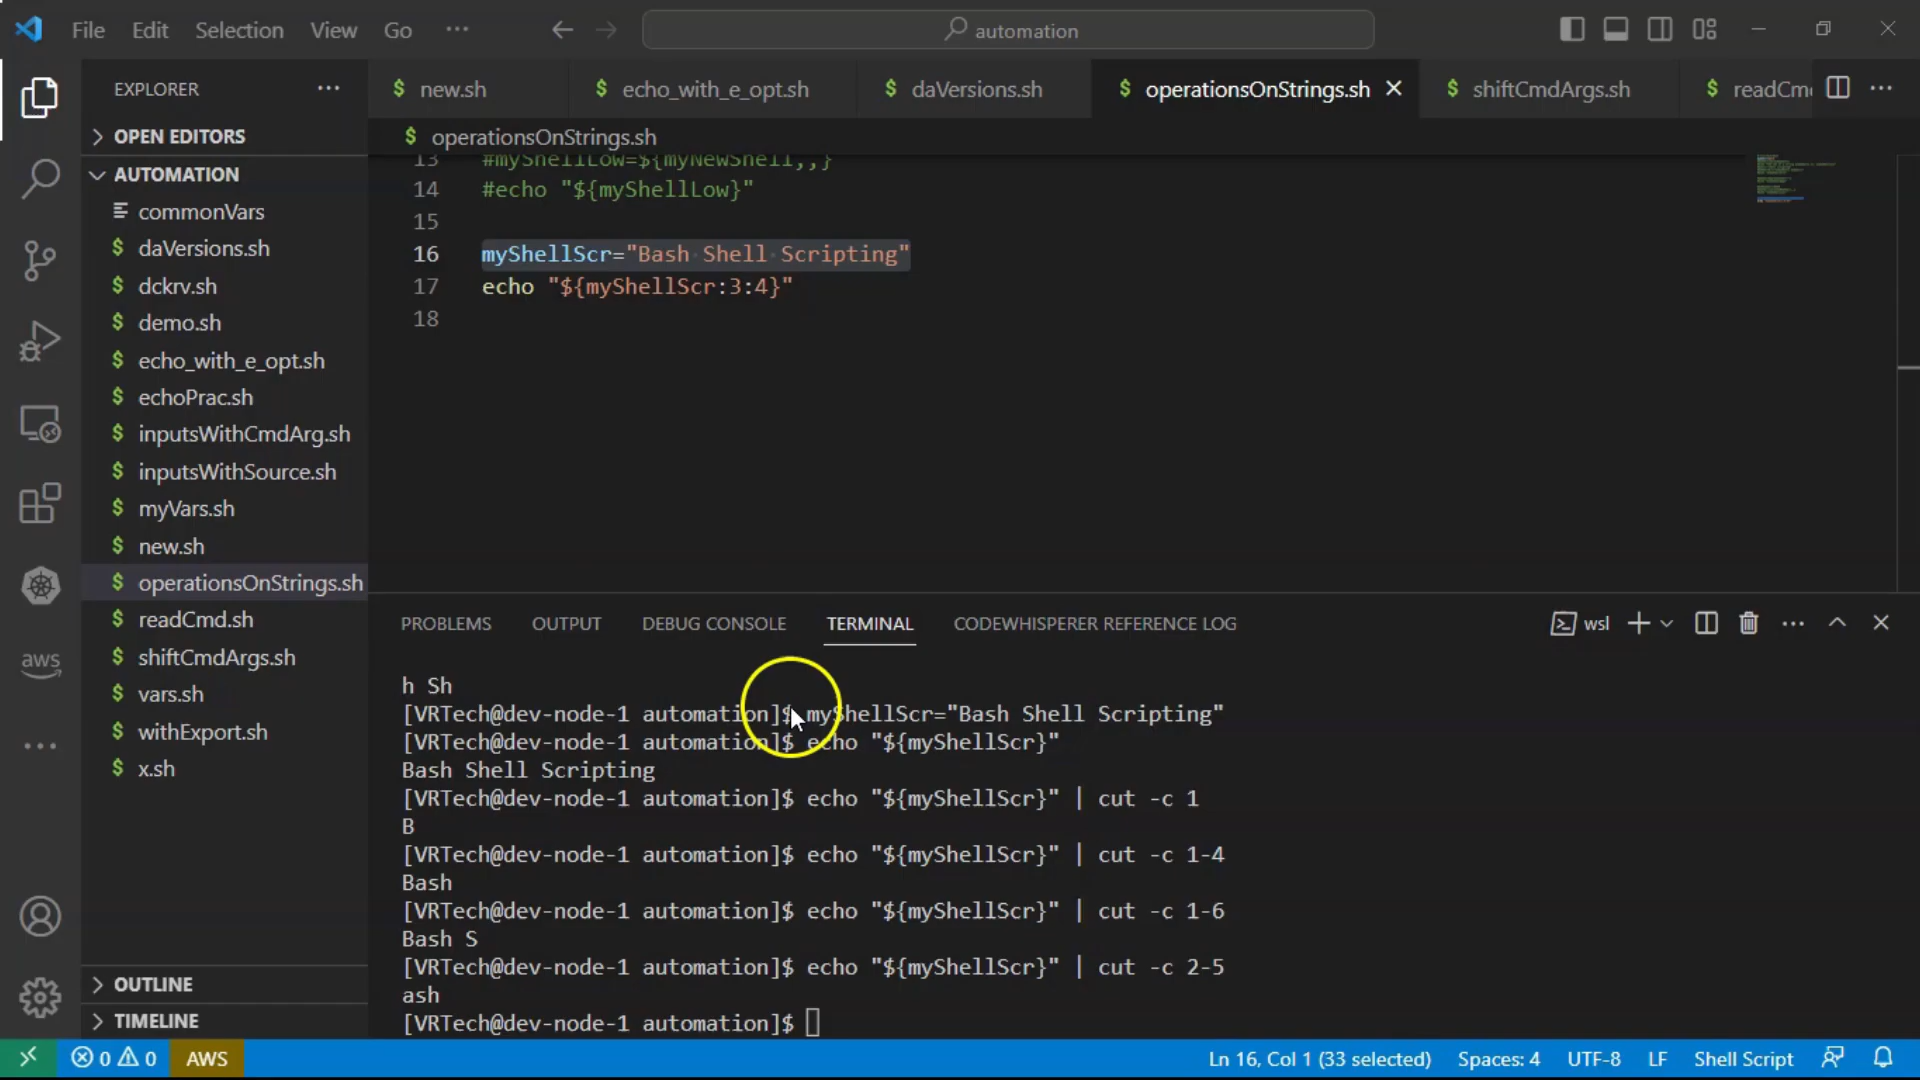 File Edit Selection View Go ··· automation
EXPLORER ···
new.sh echo_with_e_opt.sh daVersions.sh operationsOnStrings.sh shiftCmdArgs.sh
OPEN EDITORS
$ operationsOnStrings.sh
AUTOMATION
commonVars
$ daVersions.sh
$ dckrv.sh
$ demo.sh
$ echo_with_e_opt.sh
$ echoPrac.sh
$ inputsWithCmdArg.sh
$ inputsWithSource.sh
$ myVars.sh
$ new.sh
$ operationsOnStrings.sh
$ readCmd.sh
$ shiftCmdArgs.sh
$ vars.sh
$ withExport.sh
$ x.sh
aws
OUTLINE
TIMELINE
13 #myShellLow=${myNewShell,,}
14 #echo "${myShellLow}"
15
16 myShellScr="Bash Shell Scripting"
17 echo "${myShellScr:3:4}"
18
PROBLEMS OUTPUT DEBUG CONSOLE TERMINAL CODEWHISPERER REFERENCE LOG wsl
h Sh
[VRTech@dev-node-1 automation]$ myShellScr="Bash Shell Scripting"
[VRTech@dev-node-1 automation]$ echo "${myShellScr}"
Bash Shell Scripting
[VRTech@dev-node-1 automation]$ echo "${myShellScr}" | cut -c 1
B
[VRTech@dev-node-1 automation]$ echo "${myShellScr}" | cut -c 1-4
Bash
[VRTech@dev-node-1 automation]$ echo "${myShellScr}" | cut -c 1-6
Bash S
[VRTech@dev-node-1 automation]$ echo "${myShellScr}" | cut -c 2-5
ash
[VRTech@dev-node-1 automation]$
0 0 AWS Ln 16, Col 1 (33 selected) Spaces: 4 UTF-8 LF Shell Script